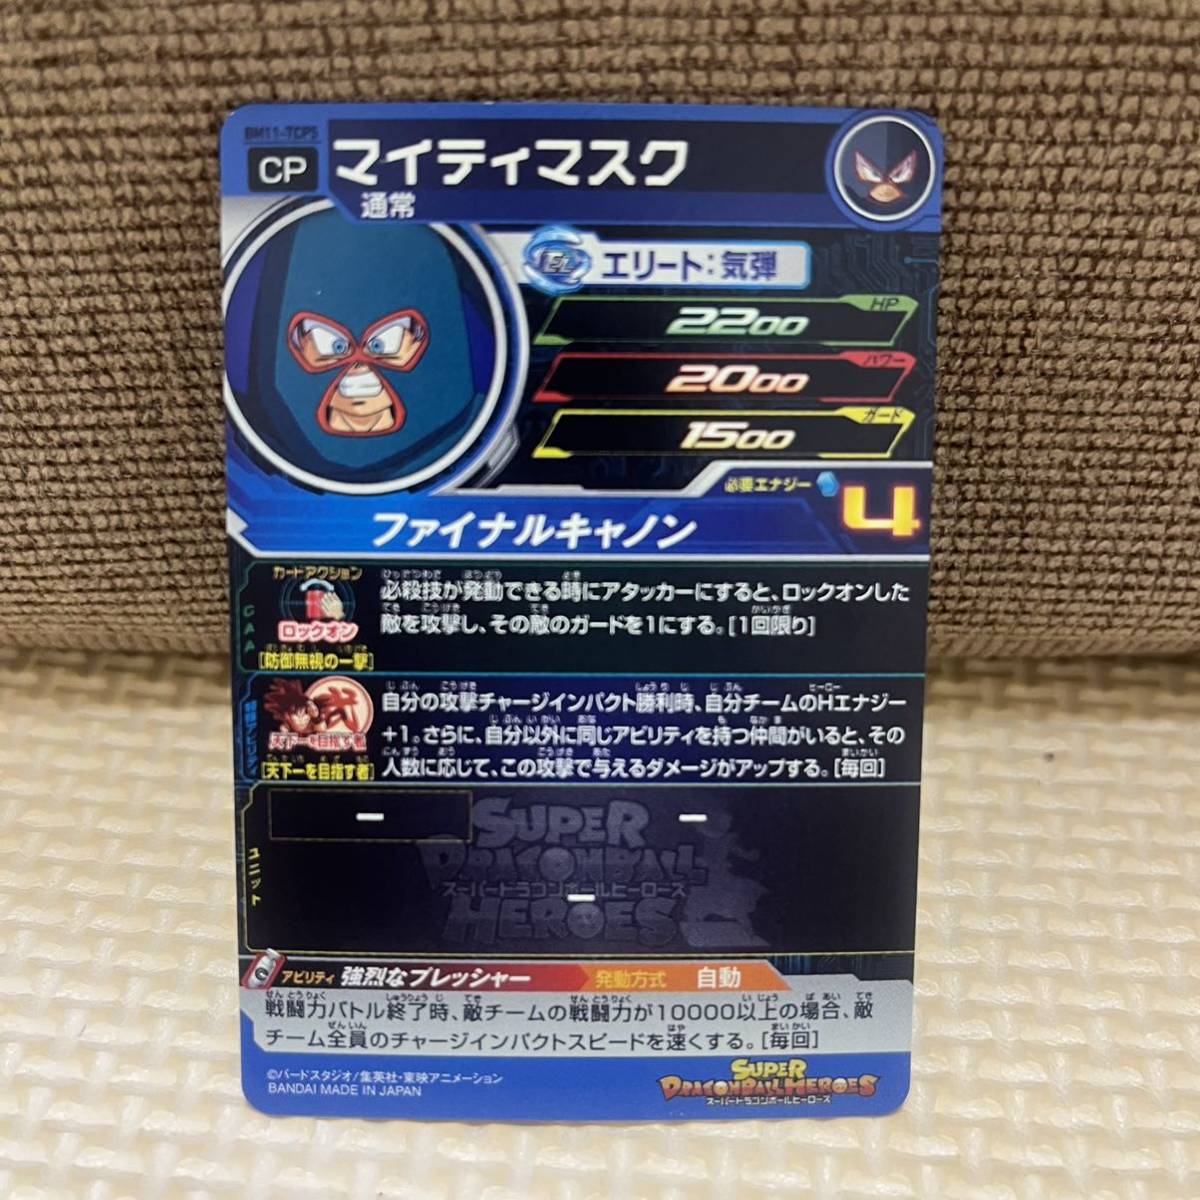 BM11-TCP5
CP マイティマスク
通常
EL エリート：気弾
HP
2200
パワー
2000
ガード
1500
必要エナジー 4
ファイナルキャノン
CAA
カードアクション
ロックオン
[防御無視の一撃]
必殺技が発動できる時にアタッカーにすると、ロックオンした
敵を攻撃し、その敵のガードを1にする。[1回限り]
天下一を目指す者
[天下一を目指す者]
自分の攻撃チャージインパクト勝利時、自分チームのHエナジー
+1。さらに、自分以外に同じアビリティを持つ仲間がいると、その
人数に応じて、この攻撃で与えるダメージがアップする。[毎回]
ユニット
ー
ー
ー
SUPER
DRAGONBALL
スーパードラゴンボールヒーローズ
HEROES
アビリティ 強烈なプレッシャー 発動方式 自動
戦闘力バトル終了時、敵チームの戦闘力が10000以上の場合、敵
チーム全員のチャージインパクトスピードを速くする。[毎回]
©バードスタジオ/集英社・東映アニメーション
BANDAI MADE IN JAPAN
SUPER
DRAGONBALL HEROES
スーパードラゴンボールヒーローズ